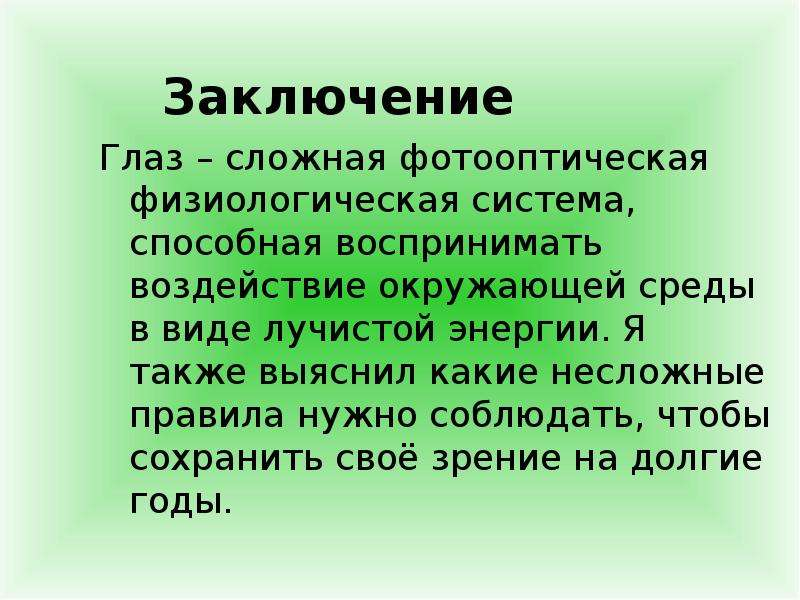 Заключение
Глаз – сложная фотооптическая
физиологическая система,
способная воспринимать
воздействие окружающей среды
в виде лучистой энергии. Я
также выяснил какие несложные
правила нужно соблюдать, чтобы
сохранить своё зрение на долгие
годы.